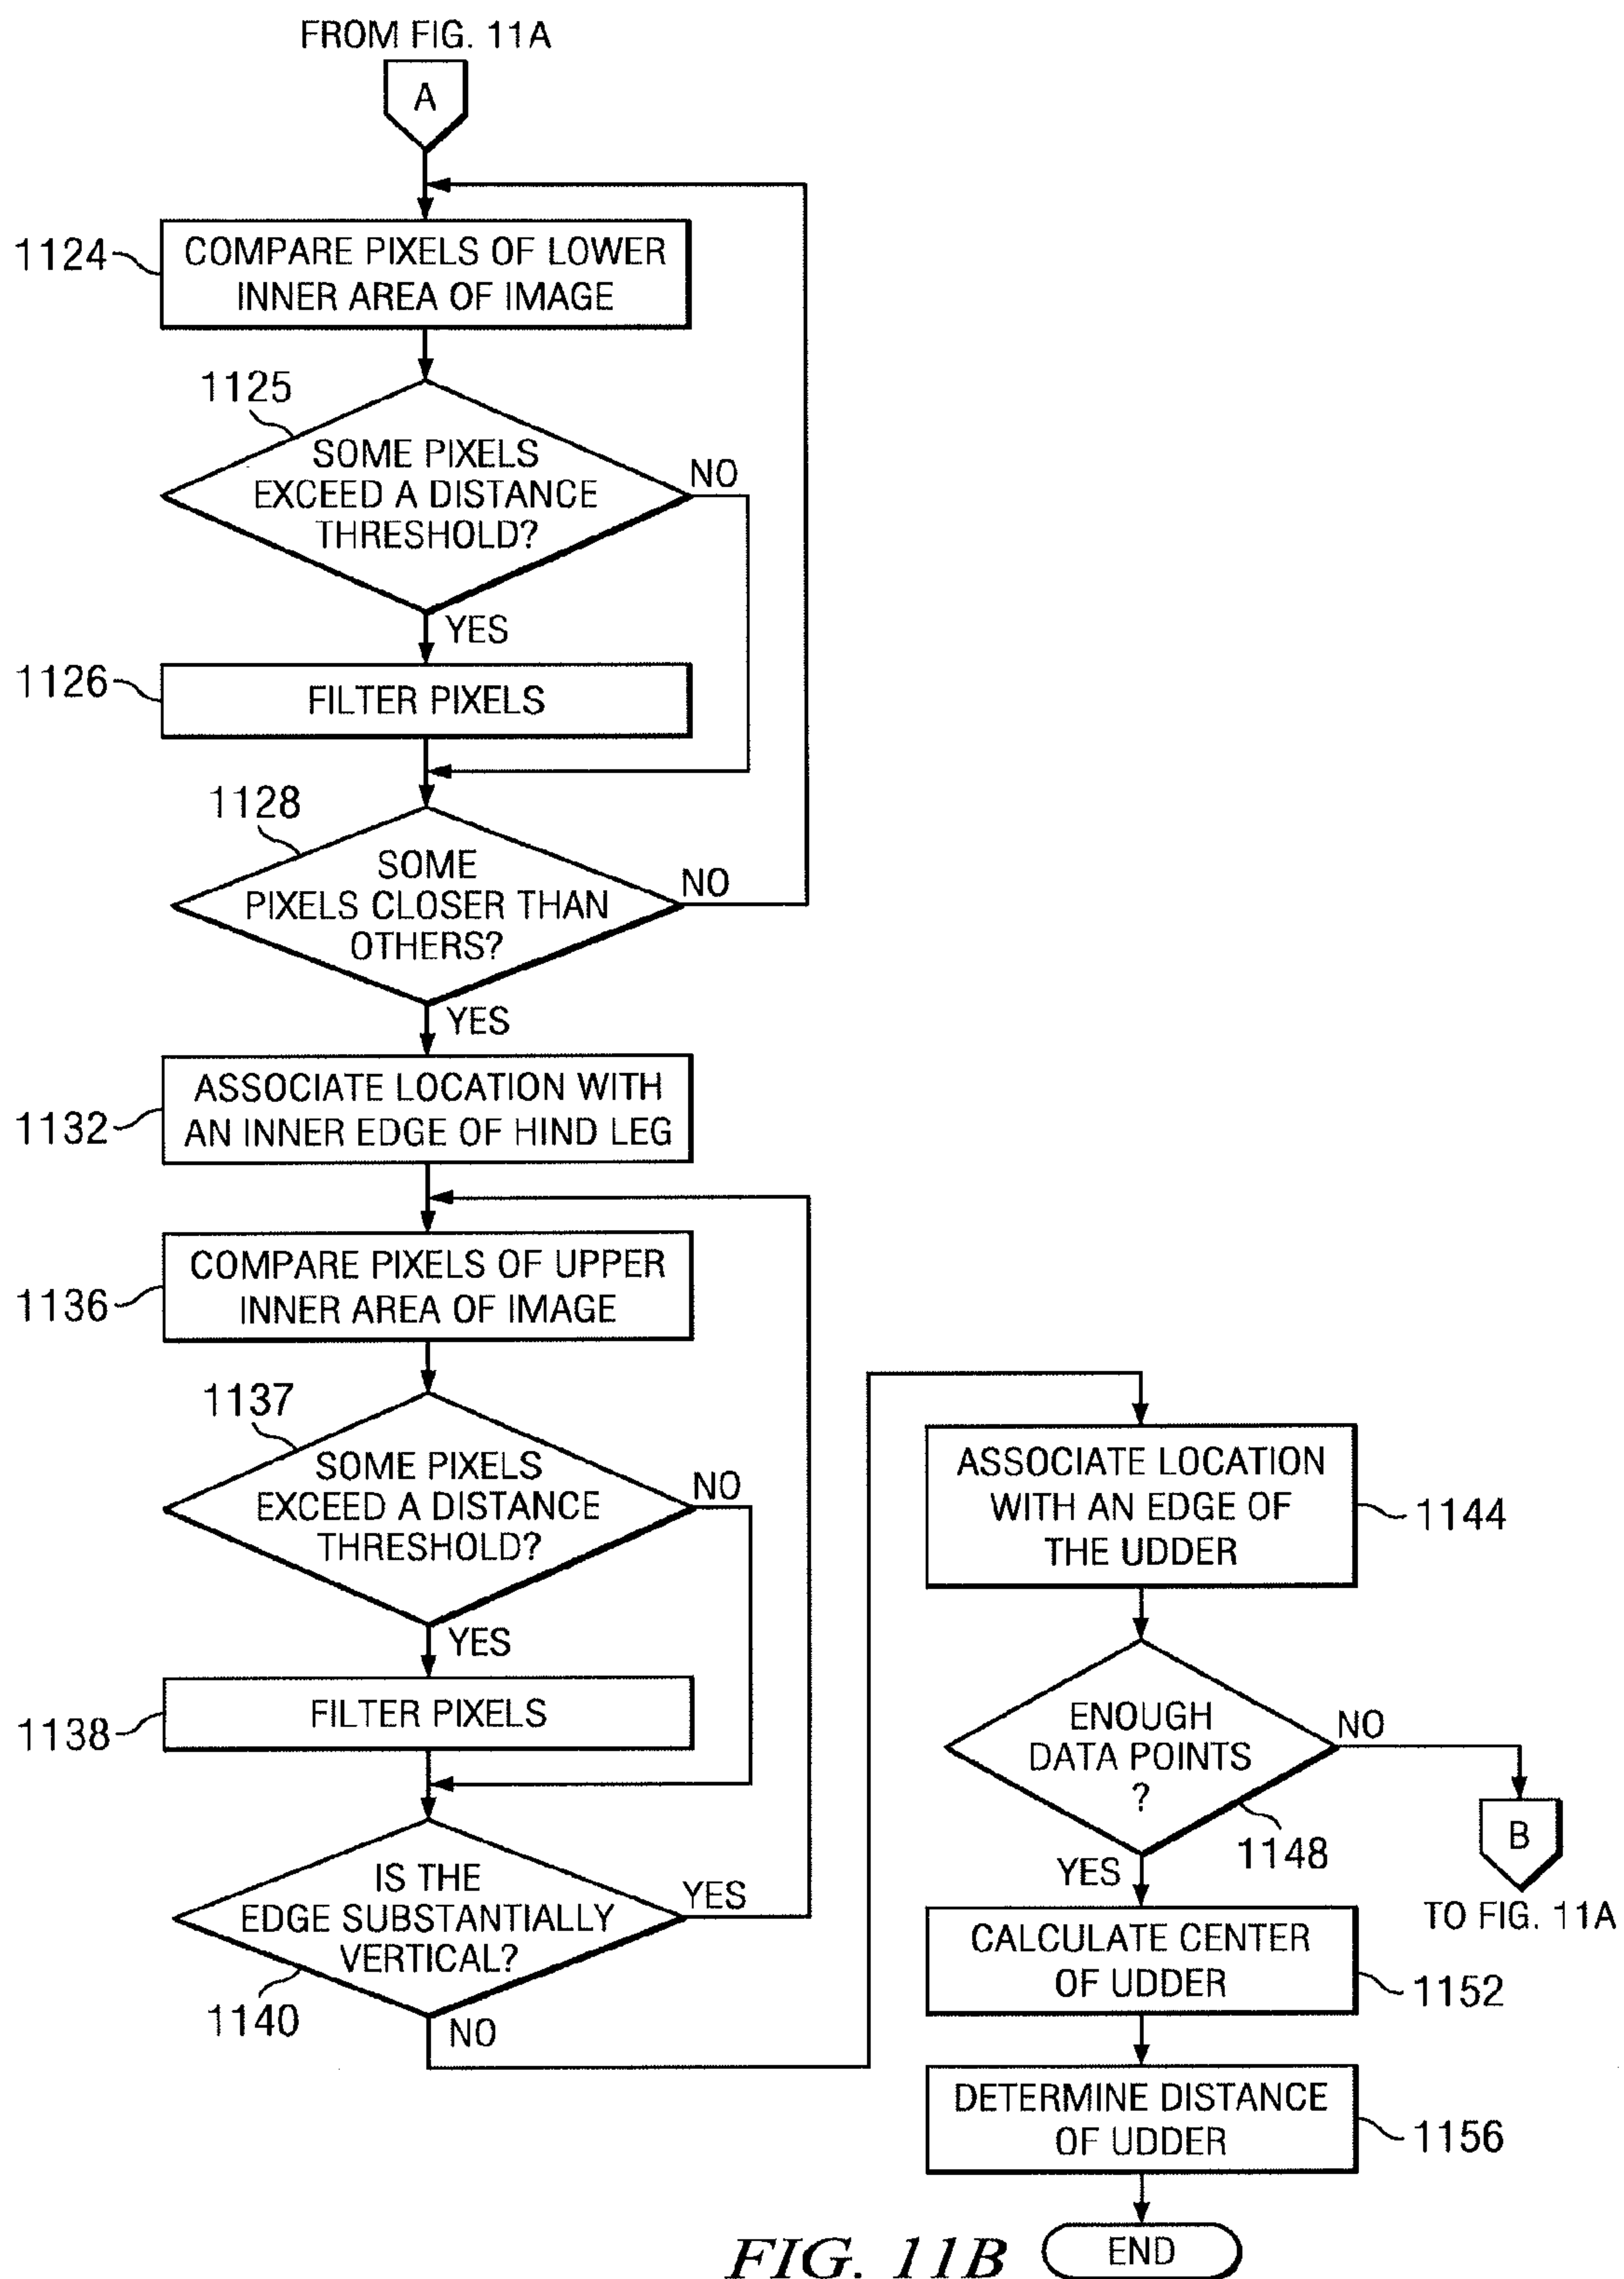 FROM FIG. 11A
A
1124
COMPARE PIXELS OF LOWER
INNER AREA OF IMAGE
1125
SOME PIXELS
EXCEED A DISTANCE
THRESHOLD?
NO
YES
1126
FILTER PIXELS
1128
SOME
PIXELS CLOSER THAN
OTHERS?
NO
YES
1132
ASSOCIATE LOCATION WITH
AN INNER EDGE OF HIND LEG
1136
COMPARE PIXELS OF UPPER
INNER AREA OF IMAGE
1137
SOME PIXELS
EXCEED A DISTANCE
THRESHOLD?
NO
YES
1138
FILTER PIXELS
IS THE
EDGE SUBSTANTIALLY
VERTICAL?
YES
1140
NO
ASSOCIATE LOCATION
WITH AN EDGE OF
THE UDDER
1144
ENOUGH
DATA POINTS
?
NO
1148
YES
B
TO FIG. 11A
CALCULATE CENTER
OF UDDER
1152
DETERMINE DISTANCE
OF UDDER
1156
END
FIG. 11B